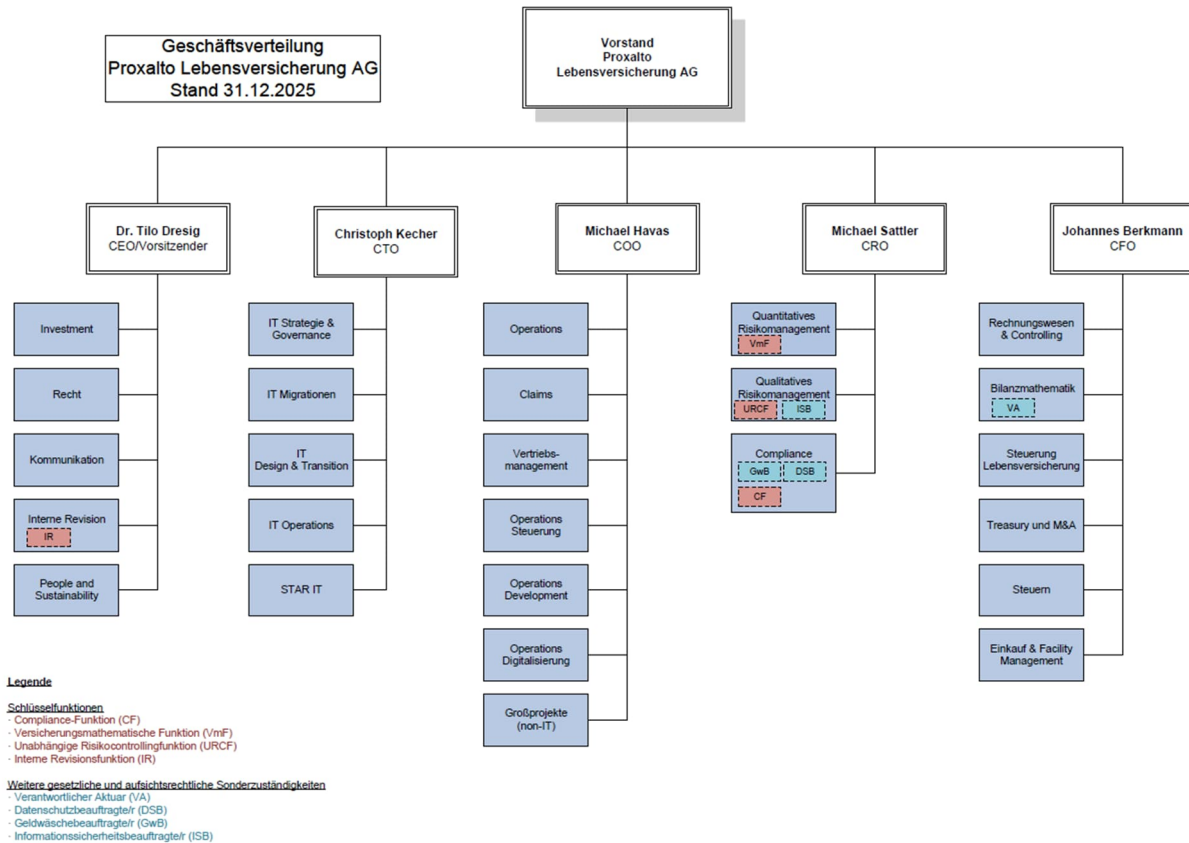 Geschäftsverteilung
Proxalto Lebensversicherung AG
Stand 31.12.2025
Vorstand
Proxalto
Lebensversicherung AG
Dr. Tilo Dresig
CEO/Vorsitzender
Christoph Kecher
CTO
Michael Havas
COO
Michael Sattler
CRO
Johannes Berkmann
CFO
Investment
Recht
Kommunikation
Interne Revision
IR
People and
Sustainability
IT Strategie &
Governance
IT Migrationen
IT
Design & Transition
IT Operations
STAR IT
Operations
Claims
Vertriebs-
management
Operations
Steuerung
Operations
Development
Operations
Digitalisierung
Großprojekte
(non-IT)
Quantitatives
Risikomanagement
VmF
Qualitatives
Risikomanagement
URCF ISB
Compliance
GwB DSB
CF
Rechnungswesen
& Controlling
Bilanzmathematik
VA
Steuerung
Lebensversicherung
Treasury und M&A
Steuern
Einkauf & Facility
Management
Legende
Schlüsselfunktionen
· Compliance-Funktion (CF)
· Versicherungsmathematische Funktion (VmF)
· Unabhängige Risikocontrollingfunktion (URCF)
· Interne Revisionsfunktion (IR)
Weitere gesetzliche und aufsichtsrechtliche Sonderzuständigkeiten
· Verantwortlicher Aktuar (VA)
· Datenschutzbeauftragte/r (DSB)
· Geldwäschebeauftragte/r (GwB)
· Informationssicherheitsbeauftragte/r (ISB)